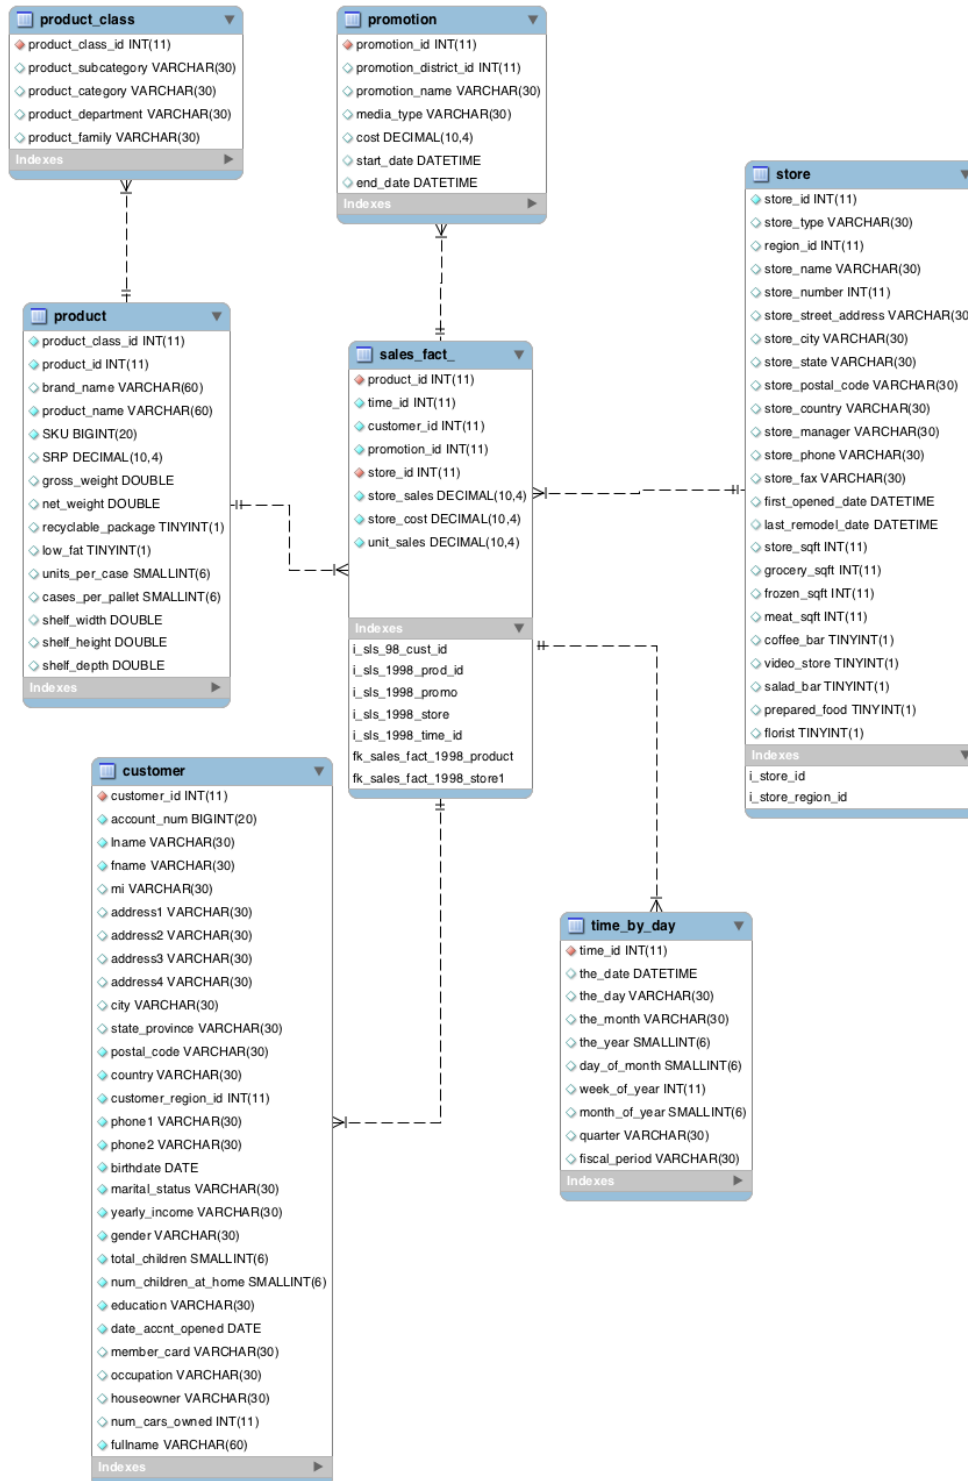 product_class
product_class_id INT(11)
product_subcategory VARCHAR(30)
product_category VARCHAR(30)
product_department VARCHAR(30)
product_family VARCHAR(30)
Indexes
promotion
promotion_id INT(11)
promotion_district_id INT(11)
promotion_name VARCHAR(30)
media_type VARCHAR(30)
cost DECIMAL(10,4)
start_date DATETIME
end_date DATETIME
Indexes
store
store_id INT(11)
store_type VARCHAR(30)
region_id INT(11)
store_name VARCHAR(30)
store_number INT(11)
store_street_address VARCHAR(30
store_city VARCHAR(30)
store_state VARCHAR(30)
store_postal_code VARCHAR(30)
store_country VARCHAR(30)
store_manager VARCHAR(30)
store_phone VARCHAR(30)
store_fax VARCHAR(30)
first_opened_date DATETIME
last_remodel_date DATETIME
store_sqft INT(11)
grocery_sqft INT(11)
frozen_sqft INT(11)
meat_sqft INT(11)
coffee_bar TINYINT(1)
video_store TINYINT(1)
salad_bar TINYINT(1)
prepared_food TINYINT(1)
florist TINYINT(1)
Indexes
i_store_id
i_store_region_id
product
product_class_id INT(11)
product_id INT(11)
brand_name VARCHAR(60)
product_name VARCHAR(60)
SKU BIGINT(20)
SRP DECIMAL(10,4)
gross_weight DOUBLE
net_weight DOUBLE
recyclable_package TINYINT(1)
low_fat TINYINT(1)
units_per_case SMALLINT(6)
cases_per_pallet SMALLINT(6)
shelf_width DOUBLE
shelf_height DOUBLE
shelf_depth DOUBLE
Indexes
sales_fact_
product_id INT(11)
time_id INT(11)
customer_id INT(11)
promotion_id INT(11)
store_id INT(11)
store_sales DECIMAL(10,4)
store_cost DECIMAL(10,4)
unit_sales DECIMAL(10,4)
Indexes
i_sls_98_cust_id
i_sls_1998_prod_id
i_sls_1998_promo
i_sls_1998_store
i_sls_1998_time_id
fk_sales_fact_1998_product
fk_sales_fact_1998_store1
customer
customer_id INT(11)
account_num BIGINT(20)
lname VARCHAR(30)
fname VARCHAR(30)
mi VARCHAR(30)
address1 VARCHAR(30)
address2 VARCHAR(30)
address3 VARCHAR(30)
address4 VARCHAR(30)
city VARCHAR(30)
state_province VARCHAR(30)
postal_code VARCHAR(30)
country VARCHAR(30)
customer_region_id INT(11)
phone1 VARCHAR(30)
phone2 VARCHAR(30)
birthdate DATE
marital_status VARCHAR(30)
yearly_income VARCHAR(30)
gender VARCHAR(30)
total_children SMALLINT(6)
num_children_at_home SMALLINT(6)
education VARCHAR(30)
date_accnt_opened DATE
member_card VARCHAR(30)
occupation VARCHAR(30)
houseowner VARCHAR(30)
num_cars_owned INT(11)
fullname VARCHAR(60)
Indexes
time_by_day
time_id INT(11)
the_date DATETIME
the_day VARCHAR(30)
the_month VARCHAR(30)
the_year SMALLINT(6)
day_of_month SMALLINT(6)
week_of_year INT(11)
month_of_year SMALLINT(6)
quarter VARCHAR(30)
fiscal_period VARCHAR(30)
Indexes